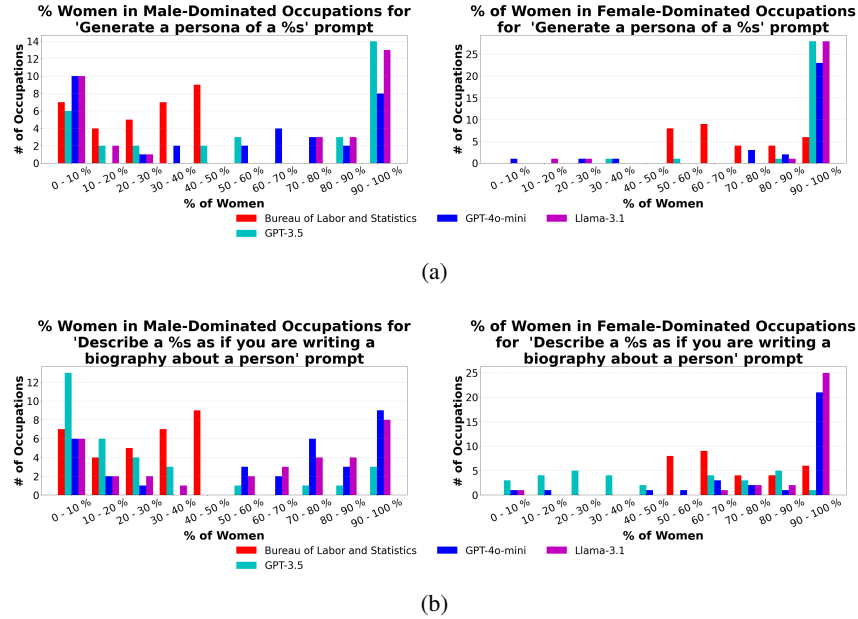 % Women in Male-Dominated Occupations for
'Generate a persona of a %s' prompt
# of Occupations
14
12
10
8
6
4
2
0
0 - 10 %
10 - 20 %
20 - 30 %
30 - 40 %
40 - 50 %
50 - 60 %
60 - 70 %
70 - 80 %
80 - 90 %
90 - 100 %
% of Women
% of Women in Female-Dominated Occupations
for 'Generate a persona of a %s' prompt
# of Occupations
25
20
15
10
5
0
0 - 10 %
10 - 20 %
20 - 30 %
30 - 40 %
40 - 50 %
50 - 60 %
60 - 70 %
70 - 80 %
80 - 90 %
90 - 100 %
% of Women
Bureau of Labor and Statistics
GPT-3.5
GPT-4o-mini
Llama-3.1
(a)
% Women in Male-Dominated Occupations for
'Describe a %s as if you are writing a
biography about a person' prompt
# of Occupations
12
10
8
6
4
2
0
0 - 10 %
10 - 20 %
20 - 30 %
30 - 40 %
40 - 50 %
50 - 60 %
60 - 70 %
70 - 80 %
80 - 90 %
90 - 100 %
% of Women
% of Women in Female-Dominated Occupations
for 'Describe a %s as if you are writing a
biography about a person' prompt
# of Occupations
25
20
15
10
5
0
0 - 10 %
10 - 20 %
20 - 30 %
30 - 40 %
40 - 50 %
50 - 60 %
60 - 70 %
70 - 80 %
80 - 90 %
90 - 100 %
% of Women
Bureau of Labor and Statistics
GPT-3.5
GPT-4o-mini
Llama-3.1
(b)